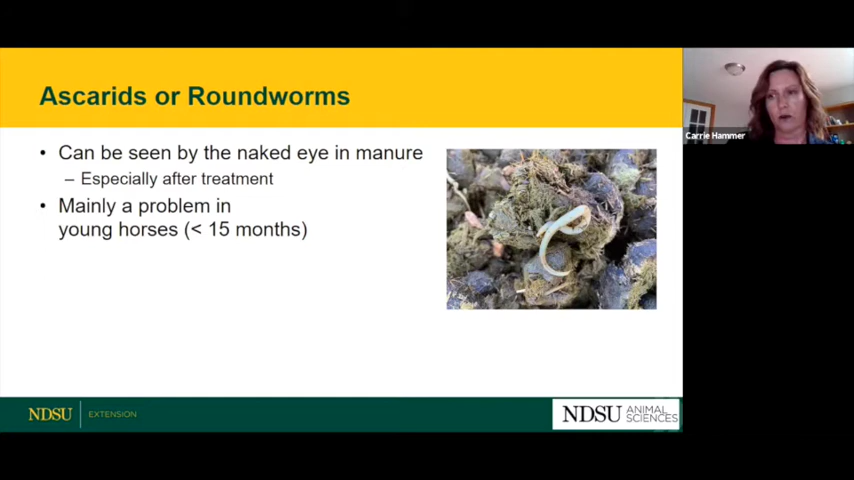 Ascarids or Roundworms
• Can be seen by the naked eye in manure
– Especially after treatment
• Mainly a problem in
young horses (< 15 months)
Carrie Hammer
NDSU EXTENSION
NDSU ANIMAL
SCIENCES